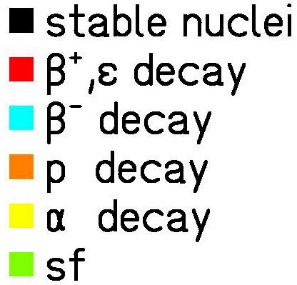 stable nuclei
β⁺,ε decay
β⁻ decay
p decay
α decay
sf